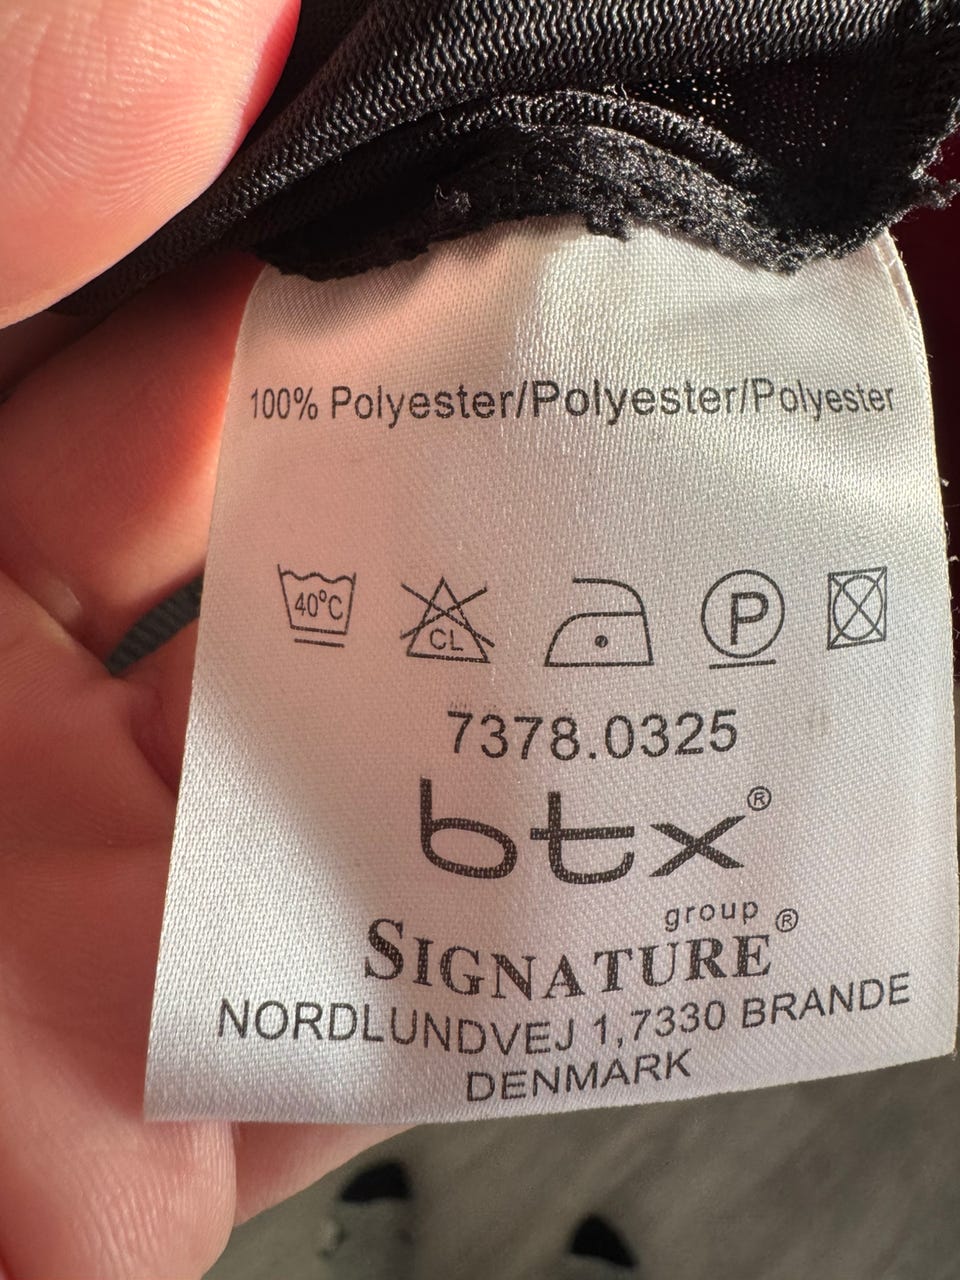 100% Polyester/Polyester/Polyester
40°C
CL
P
7378.0325
btx®
group
SIGNATURE®
NORDLUNDVEJ 1,7330 BRANDE
DENMARK